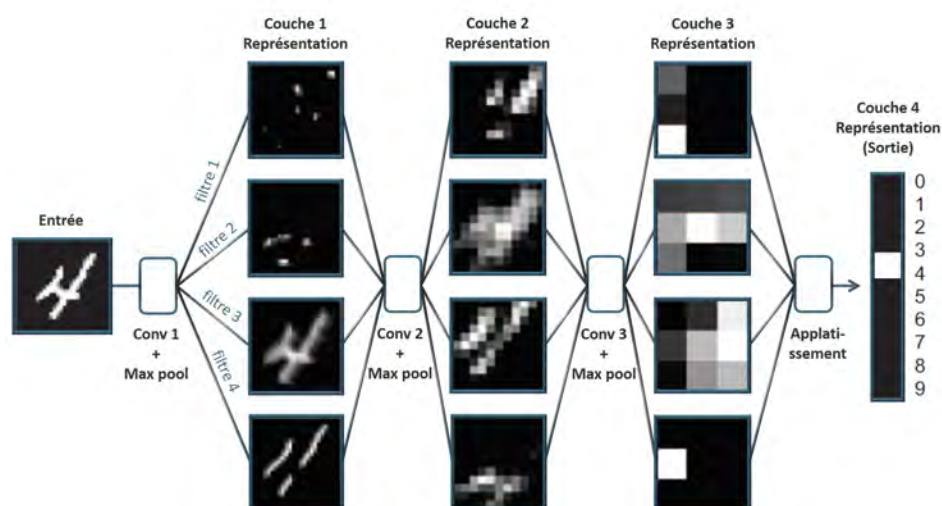 Couche 1
Représentation
Couche 2
Représentation
Couche 3
Représentation
Couche 4
Représentation
(Sortie)
Entrée
filtre 1
filtre 2
filtre 3
filtre 4
Conv 1
+
Max pool
Conv 2
+
Max pool
Conv 3
+
Max pool
Applati-
ssement
0
1
2
3
4
5
6
7
8
9